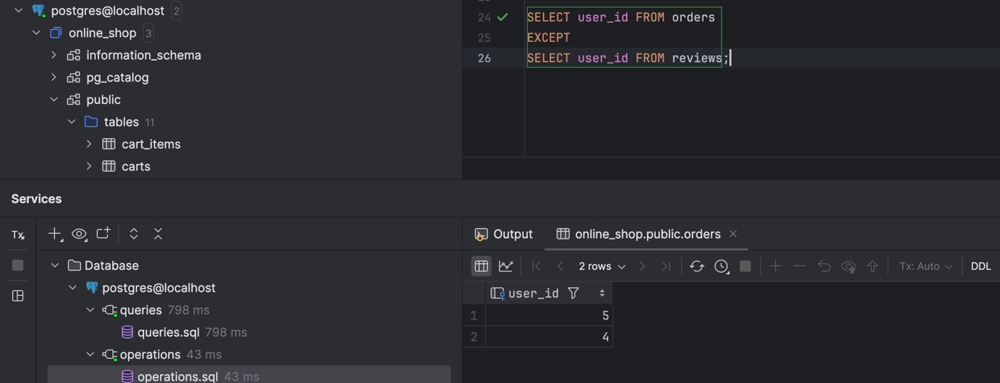 postgres@localhost 2
online_shop 3
information_schema
pg_catalog
public
tables 11
cart_items
carts
24 SELECT user_id FROM orders
25 EXCEPT
26 SELECT user_id FROM reviews;
Services
Tx
Database
postgres@localhost
queries 798 ms
queries.sql 798 ms
operations 43 ms
operations.sql 43 ms
Output online_shop.public.orders
2 rows Tx: Auto DDL
user_id
1 5
2 4